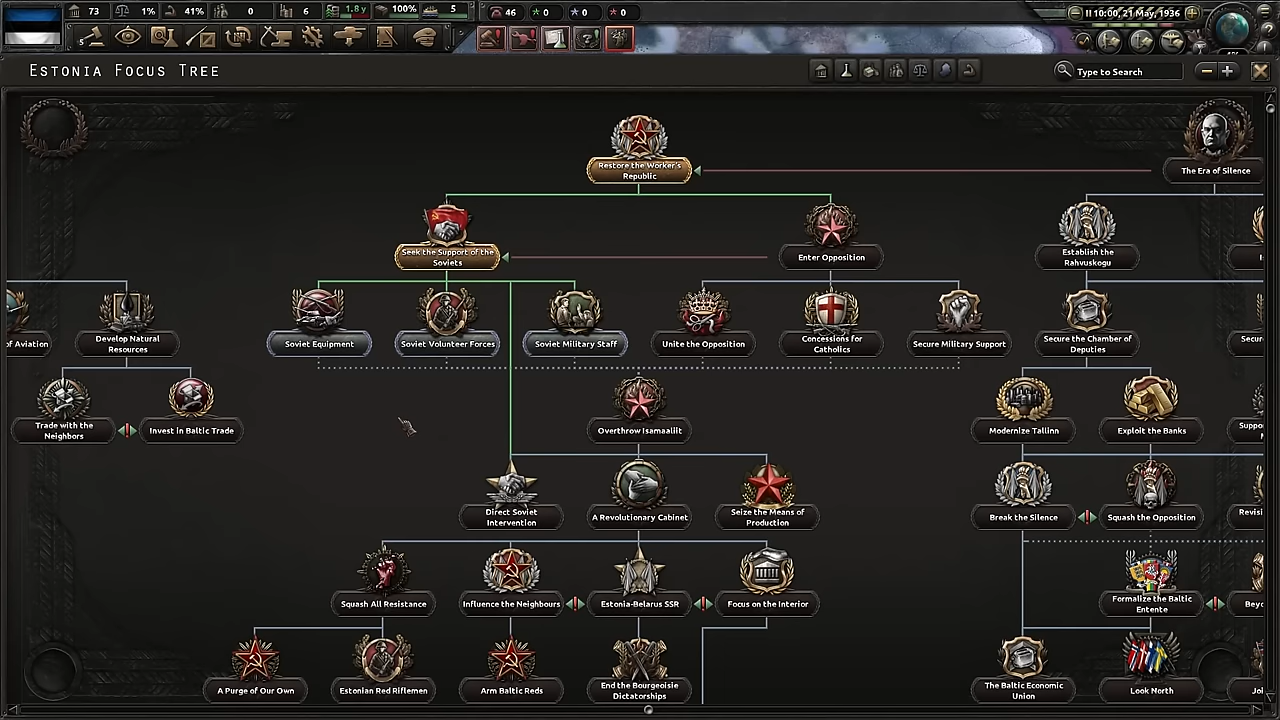 73
1%
41%
0
6
1.8 y
100%
5
46
0
0
0
10:00, 21 May, 1936
5
Estonia Focus Tree
Type to Search
Restore the Worker's
Republic
The Era of Silence
Seek the Support of the
Soviets
Enter Opposition
Establish the
Rahvuskogu
of Aviation
Develop Natural
Resources
Soviet Equipment
Soviet Volunteer Forces
Soviet Military Staff
Unite the Opposition
Concessions for
Catholics
Secure Military Support
Secure the Chamber of
Deputies
Secur
Trade with the
Neighbors
Invest in Baltic Trade
Overthrow Isamaaliit
Modernize Tallinn
Exploit the Banks
Suppo
Direct Soviet
Intervention
A Revolutionary Cabinet
Seize the Means of
Production
Break the Silence
Squash the Opposition
Revisi
Squash All Resistance
Influence the Neighbours
Estonia-Belarus SSR
Focus on the Interior
Formalize the Baltic
Entente
Beyo
A Purge of Our Own
Estonian Red Riflemen
Arm Baltic Reds
End the Bourgeoisie
Dictatorships
The Baltic Economic
Union
Look North
Joi